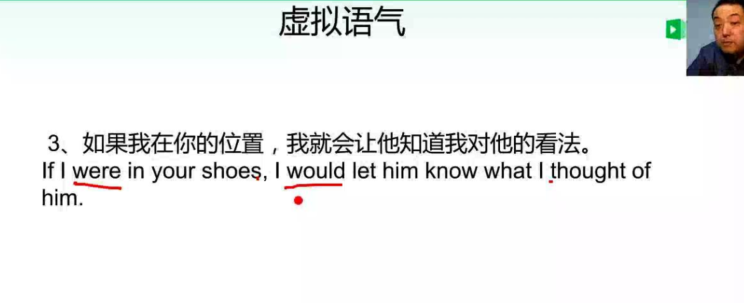 虚拟语气
3、如果我在你的位置，我就会让他知道我对他的看法。
If I were in your shoes, I would let him know what I thought of
him.